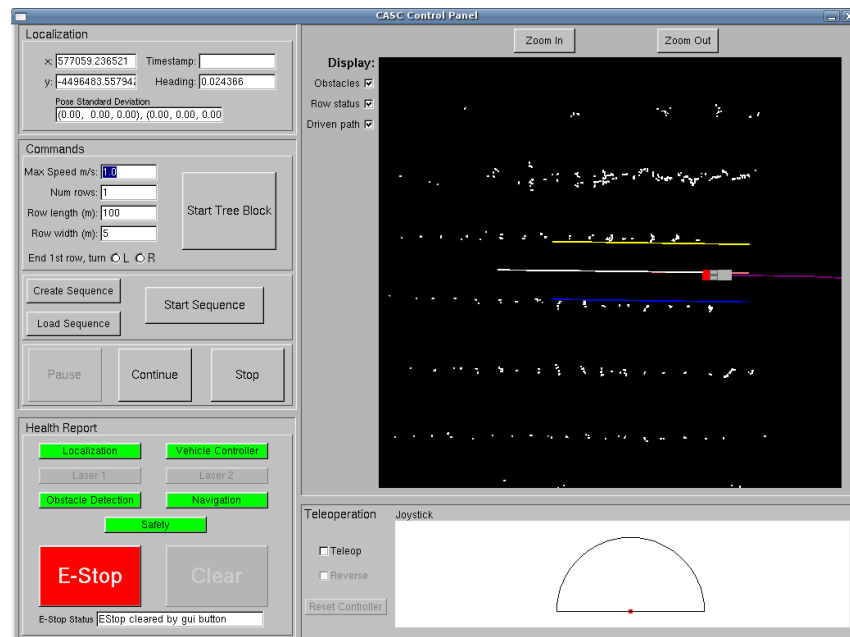 CASC Control Panel
Localization
x: 577059.236521 Timestamp:
y: -4496483.557942 Heading: 0.024366
Pose Standard Deviation
(0.00, 0.00, 0.00), (0.00, 0.00, 0.00
Commands
Max Speed m/s: 1.0
Num rows: 1
Row length (m): 100
Row width (m): 5
Start Tree Block
End 1st row, turn L R
Create Sequence
Load Sequence
Start Sequence
Pause Continue Stop
Health Report
Localization Vehicle Controller
Laser 1 Laser 2
Obstacle Detection Navigation
Safety
E-Stop Clear
E-Stop Status EStop cleared by gui button
Zoom In Zoom Out
Display:
Obstacles
Row status
Driven path
Teleoperation Joystick
Teleop
Reverse
Reset Controller